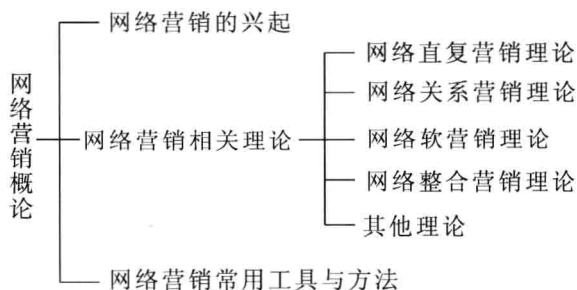 网络营销概论
网络营销的兴起
网络营销相关理论
网络直复营销理论
网络关系营销理论
网络软营销理论
网络整合营销理论
其他理论
网络营销常用工具与方法